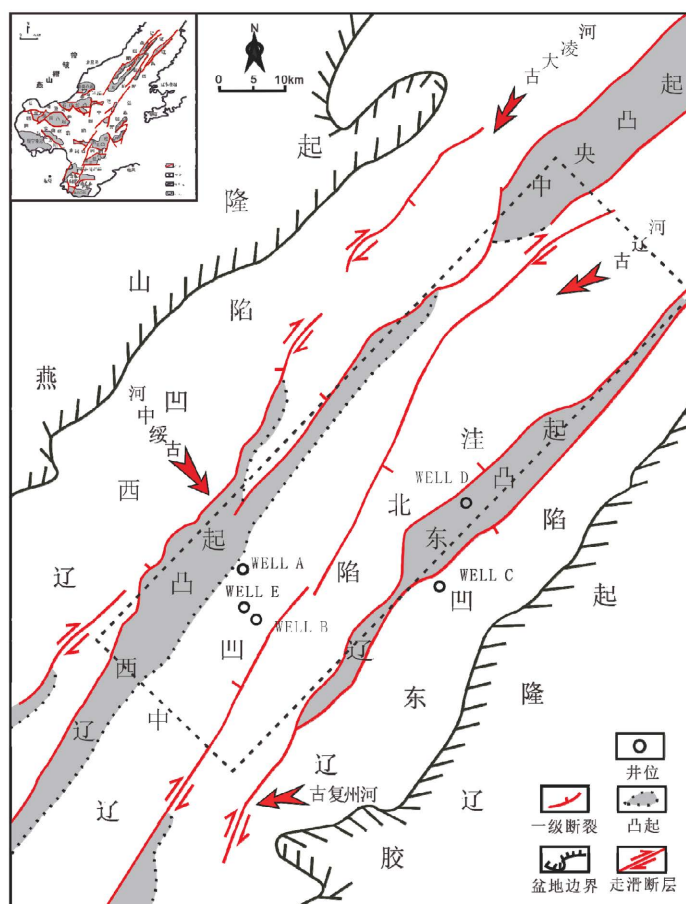 N
0 5 10km
古大凌河
中央凸起
古辽河
燕山隆起
古绥中河
辽西凹陷
辽西凸起
辽中凹陷
北洼
辽东凸起
辽东凹陷
胶辽隆起
WELL D
WELL A
WELL C
WELL E
WELL B
古复州河
井位
一级断裂
凸起
盆地边界
走滑断层